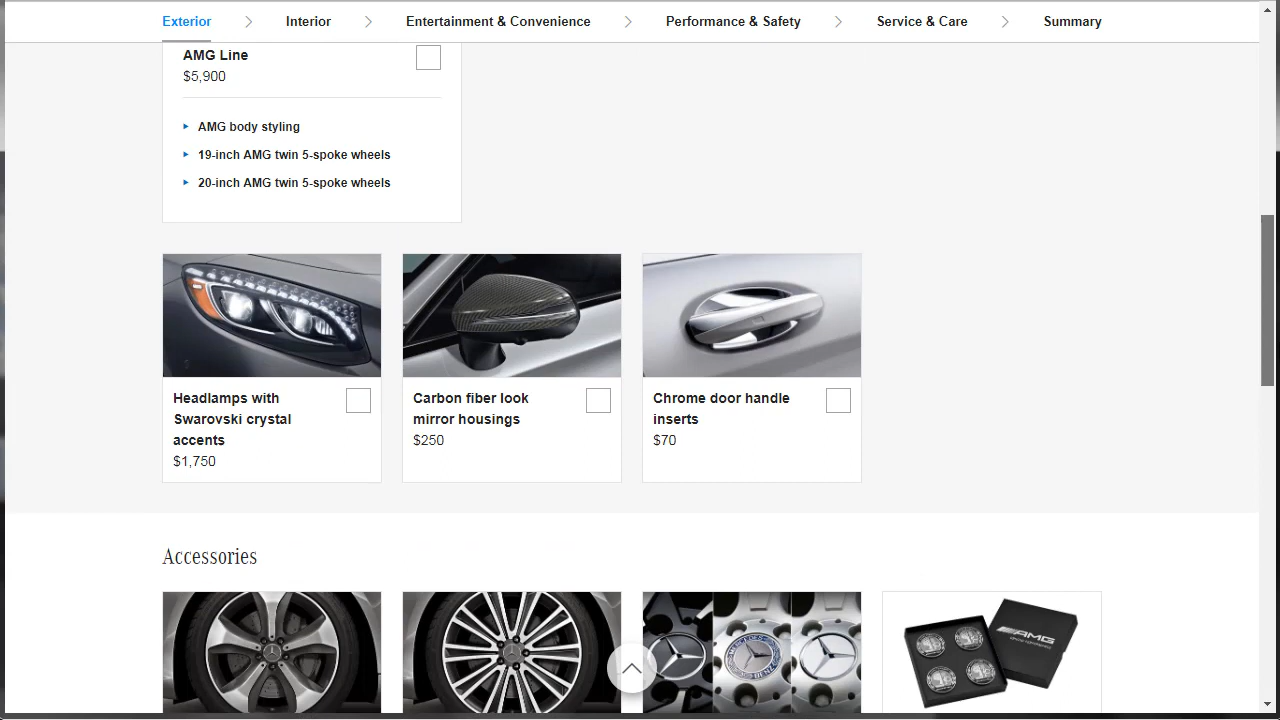 Exterior
Interior
Entertainment & Convenience
Performance & Safety
Service & Care
Summary
AMG Line
$5,900
AMG body styling
19-inch AMG twin 5-spoke wheels
20-inch AMG twin 5-spoke wheels
Headlamps with
Swarovski crystal
accents
$1,750
Carbon fiber look
mirror housings
$250
Chrome door handle
inserts
$70
Accessories
AMG